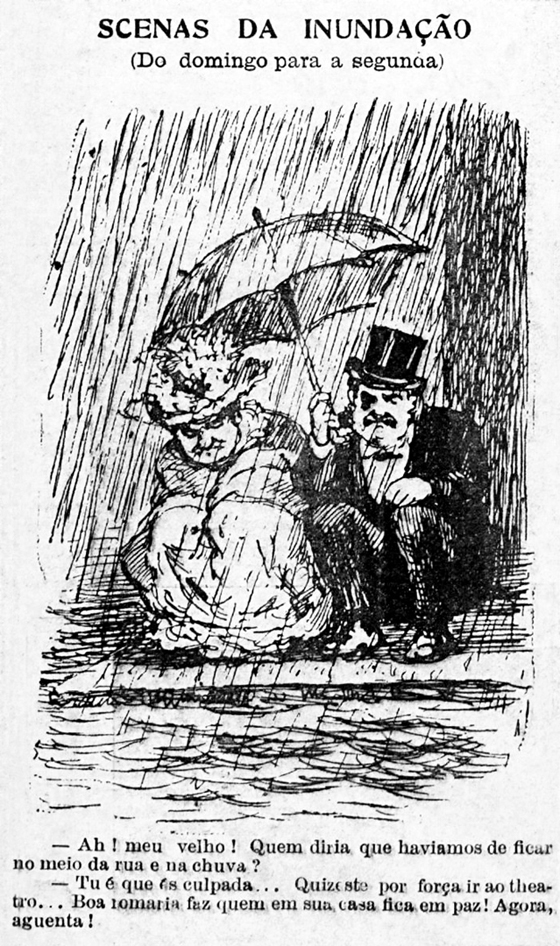 SCENAS DA INUNDAÇÃO
(Do domingo para a segunda)
— Ah ! meu velho ! Quem diria que haviamos de ficar
no meio da rua e na chuva ?
— Tu é que és culpada... Quizeste por força ir ao thea-
tro... Boa romaria faz quem em sua casa fica em paz! Agora,
aguenta !